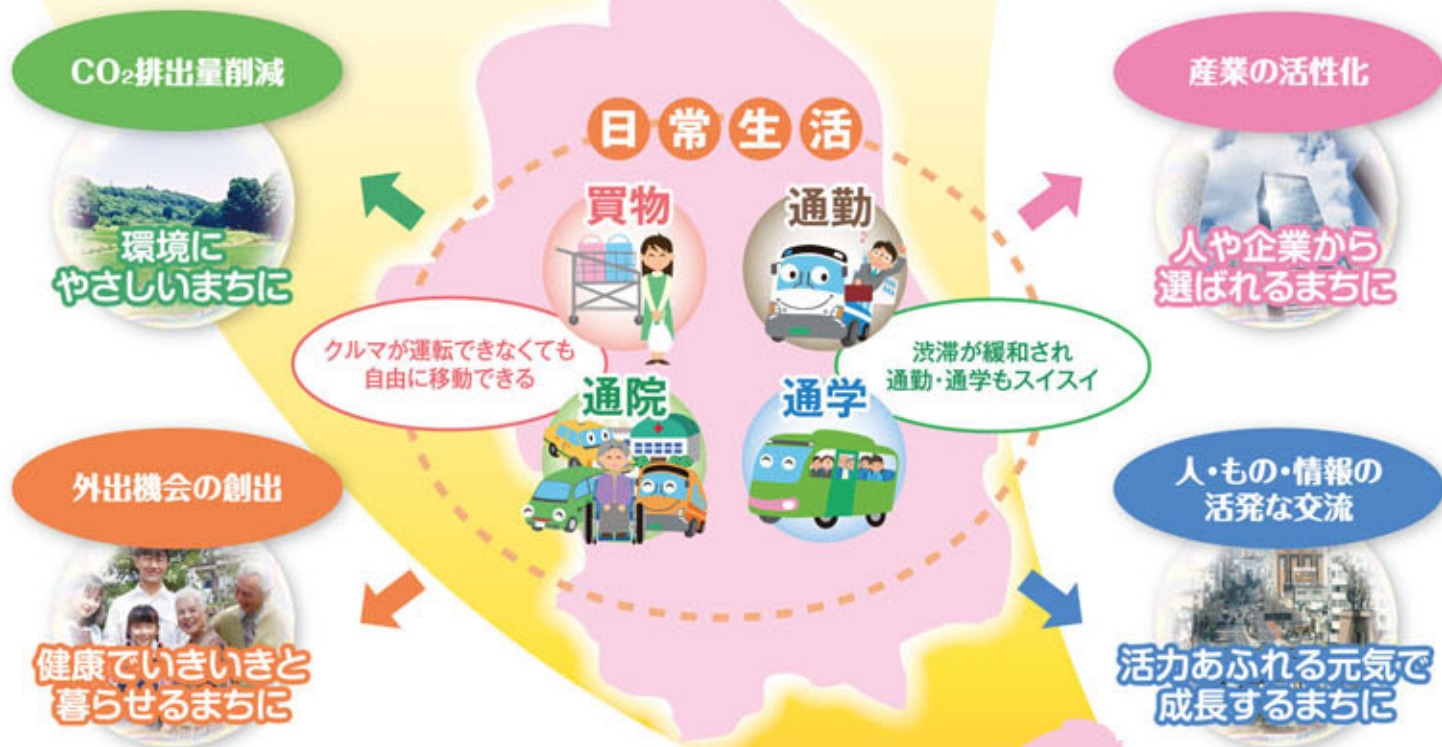 CO₂排出量削減
環境に
やさしいまちに
産業の活性化
人や企業から
選ばれるまちに
日常生活
買物
通勤
クルマが運転できなくても
自由に移動できる
渋滞が緩和され
通勤・通学もスイスイ
通院
通学
外出機会の創出
健康でいきいきと
暮らせるまちに
人・もの・情報の
活発な交流
活力あふれる元気で
成長するまちに